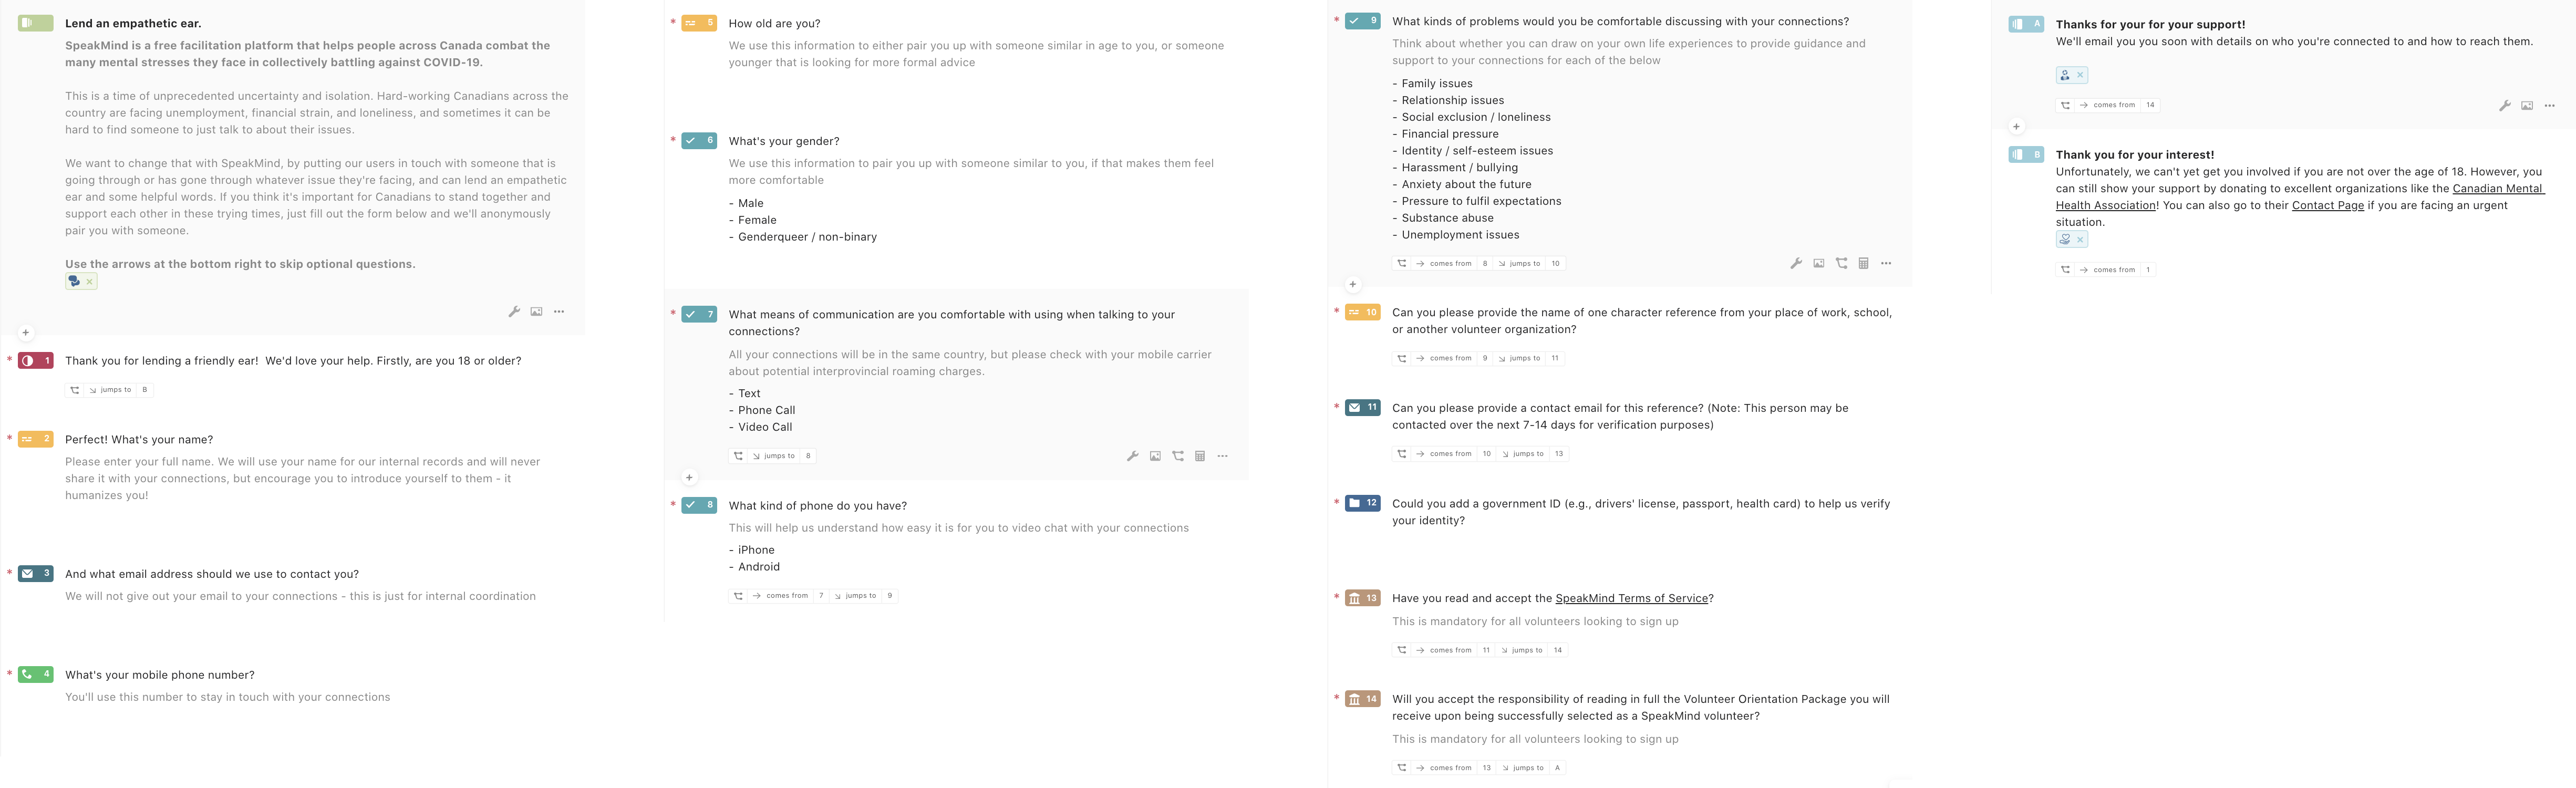 Lend an empathetic ear.
SpeakMind is a free facilitation platform that helps people across Canada combat the
many mental stresses they face in collectively battling against COVID-19.
This is a time of unprecedented uncertainty and isolation. Hard-working Canadians across the
country are facing unemployment, financial strain, and loneliness, and sometimes it can be
hard to find someone to just talk to about their issues.
We want to change that with SpeakMind, by putting our users in touch with someone that is
going through or has gone through whatever issue they're facing, and can lend an empathetic
ear and some helpful words. If you think it's important for Canadians to stand together and
support each other in these trying times, just fill out the form below and we'll anonymously
pair you with someone.
Use the arrows at the bottom right to skip optional questions.
* 1 Thank you for lending a friendly ear!  We'd love your help. Firstly, are you 18 or older?
jumps to B
* 2 Perfect! What's your name?
Please enter your full name. We will use your name for our internal records and will never
share it with your connections, but encourage you to introduce yourself to them - it
humanizes you!
* 3 And what email address should we use to contact you?
We will not give out your email to your connections - this is just for internal coordination
* 4 What's your mobile phone number?
You'll use this number to stay in touch with your connections
* 5 How old are you?
We use this information to either pair you up with someone similar in age to you, or someone
younger that is looking for more formal advice
* 6 What's your gender?
We use this information to pair you up with someone similar to you, if that makes them feel
more comfortable
- Male
- Female
- Genderqueer / non-binary
* 7 What means of communication are you comfortable with using when talking to your
connections?
All your connections will be in the same country, but please check with your mobile carrier
about potential interprovincial roaming charges.
- Text
- Phone Call
- Video Call
jumps to 8
* 8 What kind of phone do you have?
This will help us understand how easy it is for you to video chat with your connections
- iPhone
- Android
comes from 7 jumps to 9
* 9 What kinds of problems would you be comfortable discussing with your connections?
Think about whether you can draw on your own life experiences to provide guidance and
support to your connections for each of the below
- Family issues
- Relationship issues
- Social exclusion / loneliness
- Financial pressure
- Identity / self-esteem issues
- Harassment / bullying
- Anxiety about the future
- Pressure to fulfil expectations
- Substance abuse
- Unemployment issues
comes from 8 jumps to 10
* 10 Can you please provide the name of one character reference from your place of work, school,
or another volunteer organization?
comes from 9 jumps to 11
* 11 Can you please provide a contact email for this reference? (Note: This person may be
contacted over the next 7-14 days for verification purposes)
comes from 10 jumps to 13
* 12 Could you add a government ID (e.g., drivers' license, passport, health card) to help us verify
your identity?
* 13 Have you read and accept the SpeakMind Terms of Service?
This is mandatory for all volunteers looking to sign up
comes from 11 jumps to 14
* 14 Will you accept the responsibility of reading in full the Volunteer Orientation Package you will
receive upon being successfully selected as a SpeakMind volunteer?
This is mandatory for all volunteers looking to sign up
comes from 13 jumps to A
A Thanks for your for your support!
We'll email you you soon with details on who you're connected to and how to reach them.
comes from 14
B Thank you for your interest!
Unfortunately, we can't yet get you involved if you are not over the age of 18. However, you
can still show your support by donating to excellent organizations like the Canadian Mental
Health Association! You can also go to their Contact Page if you are facing an urgent
situation.
comes from 1